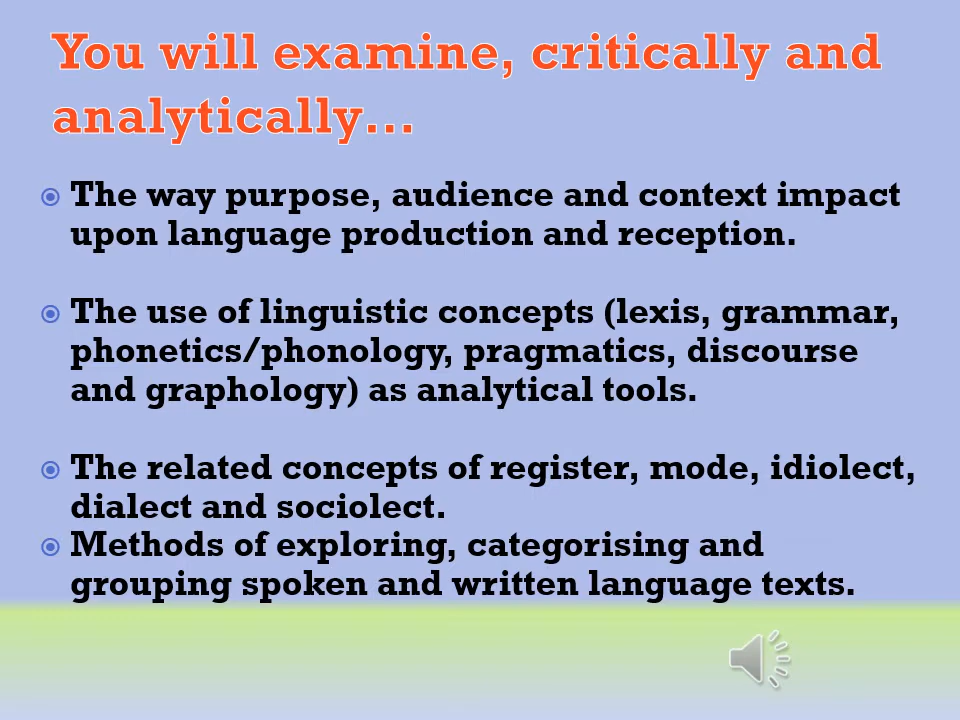 You will examine, critically and
analytically...
The way purpose, audience and context impact
upon language production and reception.
The use of linguistic concepts (lexis, grammar,
phonetics/phonology, pragmatics, discourse
and graphology) as analytical tools.
The related concepts of register, mode, idiolect,
dialect and sociolect.
Methods of exploring, categorising and
grouping spoken and written language texts.